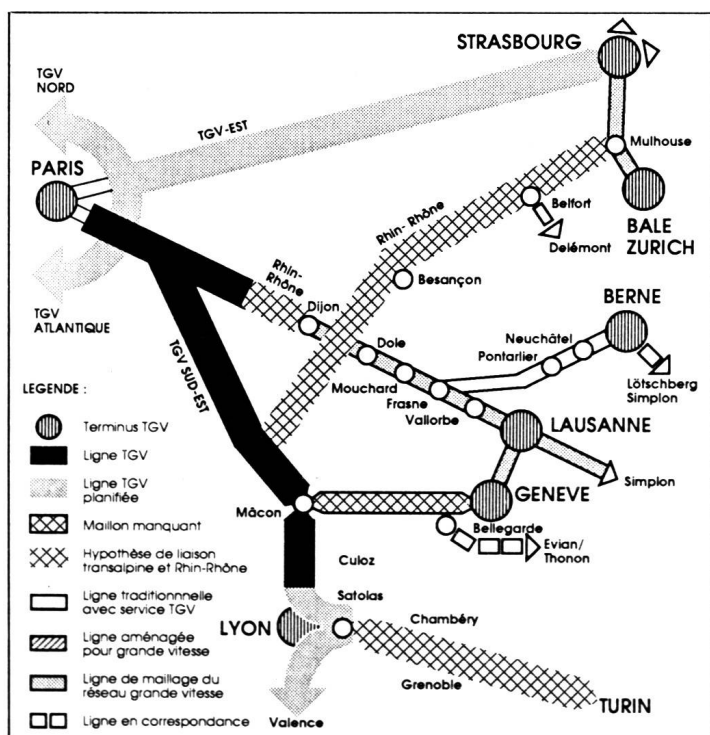 STRASBOURG
TGV
NORD
TGV-EST
PARIS
Mulhouse
Rhin-Rhône
Belfort
BALE
ZURICH
Delémont
Rhin-
Rhône
Besançon
TGV
ATLANTIQUE
Dijon
BERNE
Neuchâtel
Pontarlier
Dole
Mouchard
Frasne
Vallorbe
Lötschberg
Simplon
TGV SUD-EST
LAUSANNE
Simplon
GENEVE
Mâcon
Bellegarde
Evian/
Thonon
Culoz
Satolas
LYON
Chambéry
Grenoble
TURIN
Valence
LEGENDE :
Terminus TGV
Ligne TGV
Ligne TGV
planifiée
Maillon manquant
Hypothèse de liaison
transalpine et Rhin-Rhône
Ligne traditionnnelle
avec service TGV
Ligne aménagée
pour grande vitesse
Ligne de maillage du
réseau grande vitesse
Ligne en correspondance